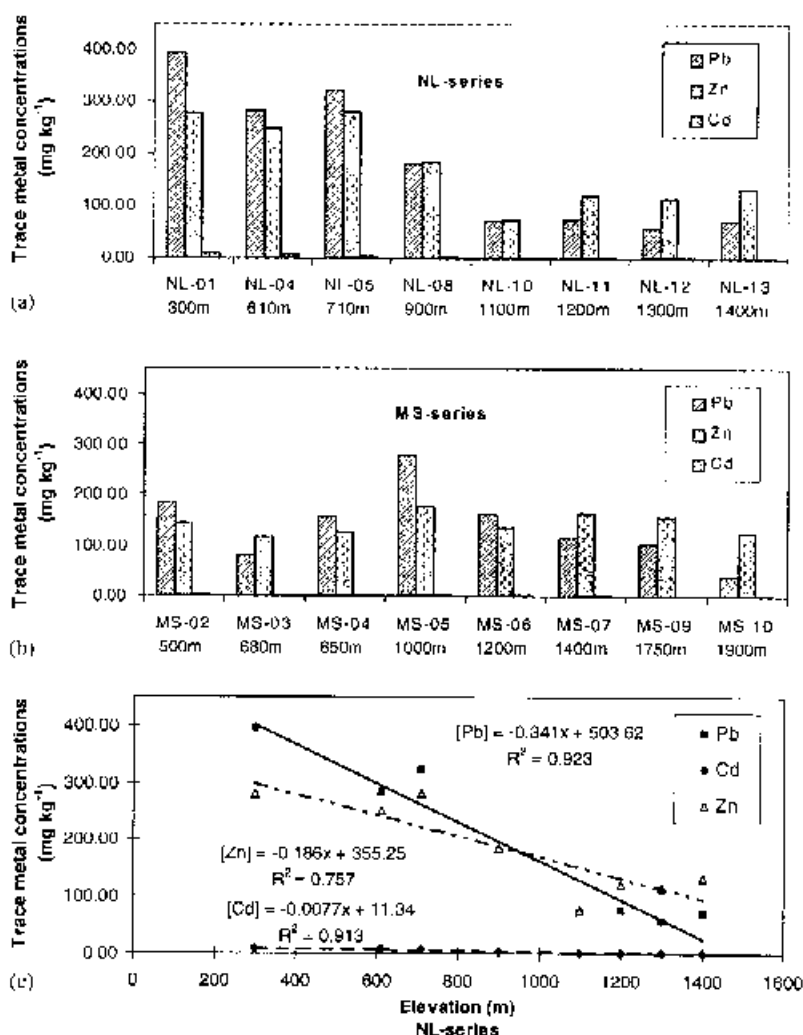 Trace metal concentrations
(mg kg⁻¹)
400.00
300.00
200.00
100.00
0.00
NL-series
Pb
Zn
Cd
NL-01 NL-04 NL-05 NL-08 NL-10 NL-11 NL-12 NL-13
300m 610m 710m 900m 1100m 1200m 1300m 1400m
(a)
Trace metal concentrations
(mg kg⁻¹)
400.00
300.00
200.00
100.00
0.00
MS-series
Pb
Zn
Cd
MS-02 MS-03 MS-04 MS-05 MS-06 MS-07 MS-09 MS 10
500m 680m 850m 1000m 1200m 1400m 1750m 1900m
(b)
Trace metal concentrations
(mg kg⁻¹)
400.00
300.00
200.00
100.00
0.00
[Pb] = -0.341x + 503.62
R² = 0.923
Pb
Cd
Zn
[Zn] = -0.186x + 355.25
R² = 0.757
[Cd] = -0.0077x + 11.34
R² = 0.913
0 200 400 600 800 1000 1200 1400 1600
(c)
Elevation (m)
NL-series